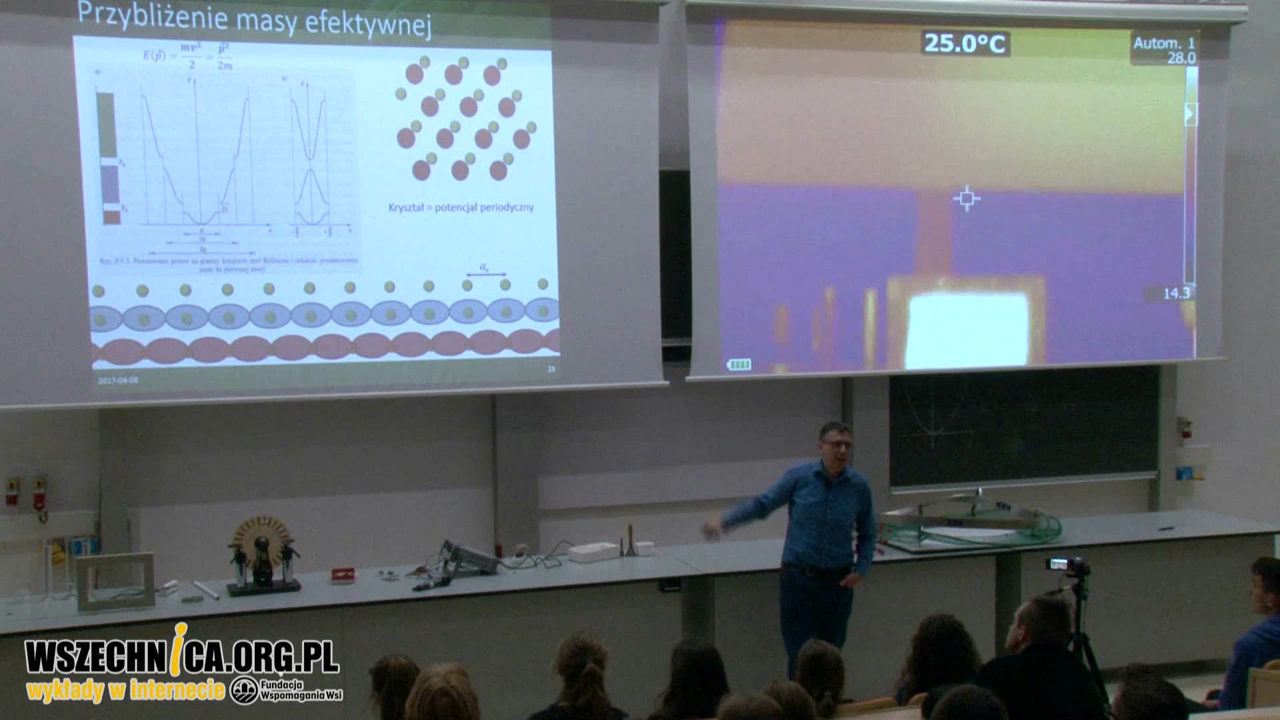 Przybliżenie masy efektywnej
E(p⃗) = mv²/2 = p⃗²/2m
Kryształ = potencjał periodyczny
2017-04-08
25.0°C
Autom. 1
28.0
14.3
WSZECHNICA.ORG.PL
wykłady w internecie
Fundacja
Wspomagania Wsi